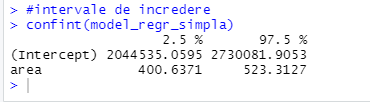 > #intervale de incredere
> confint(model_regr_simpla)
2.5 % 97.5 %
(Intercept) 2044535.0595 2730081.9053
area 400.6371 523.3127
>